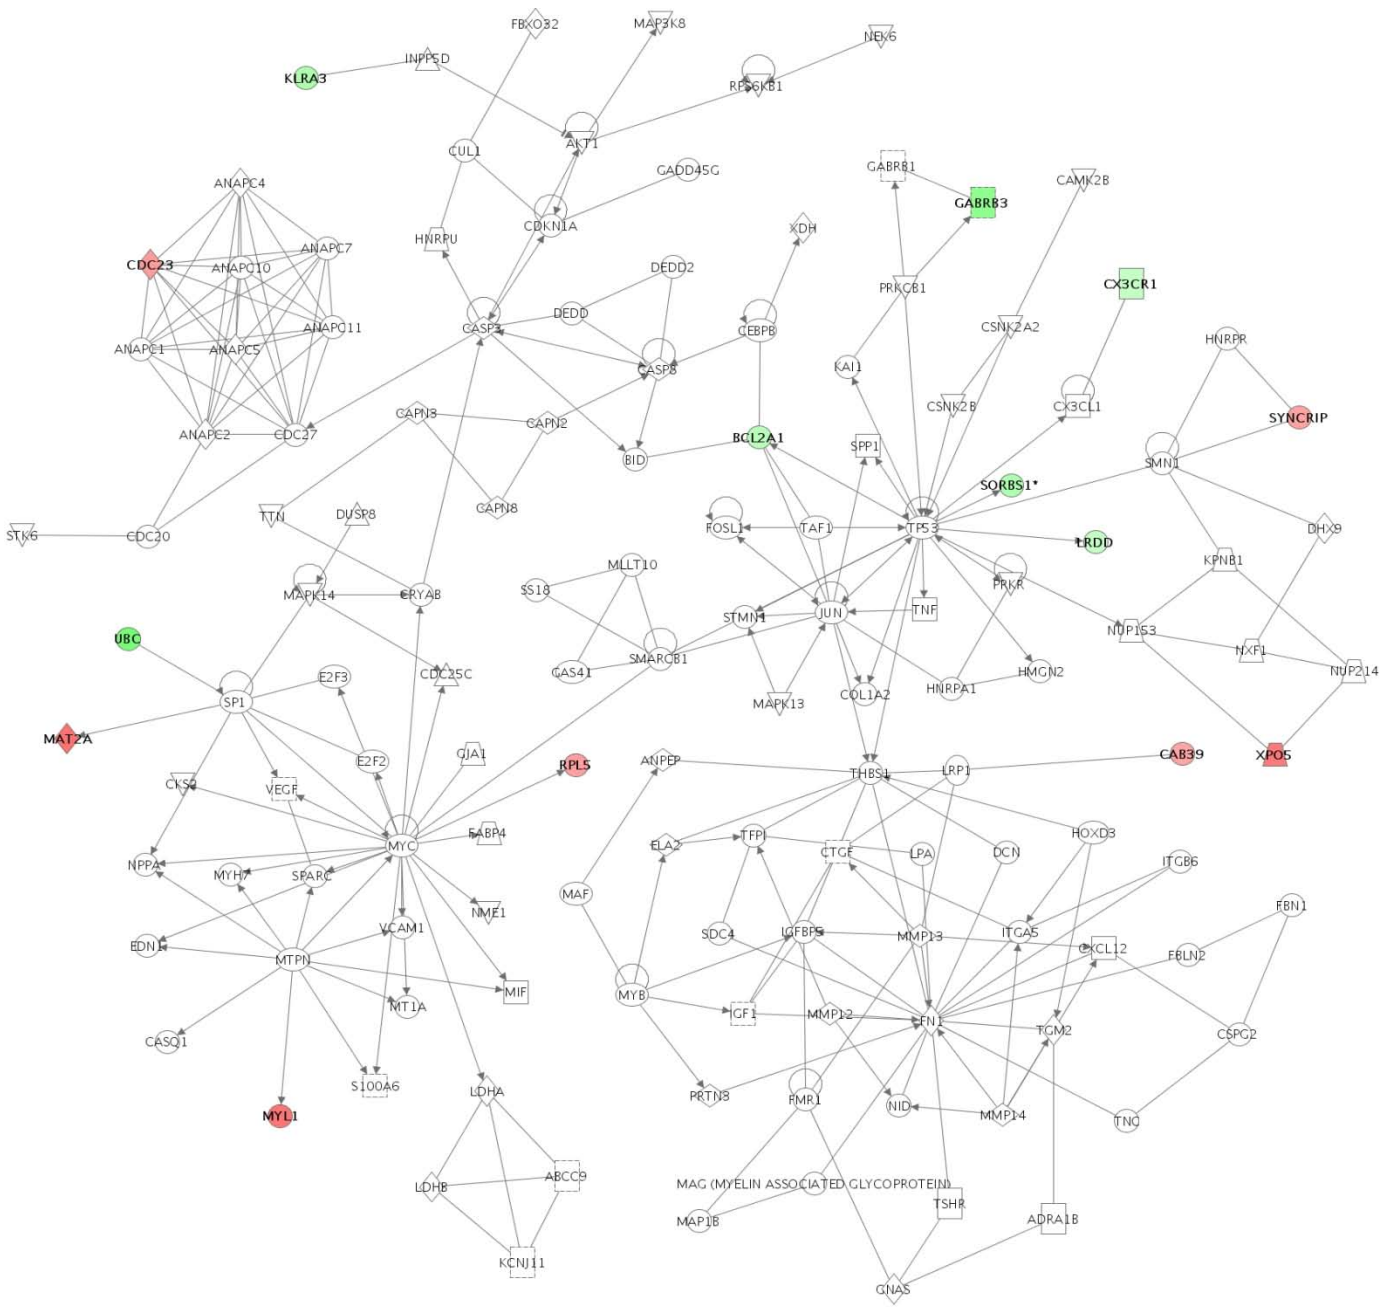 FBXO32
MAP3K8
NEK6
INPP5D
KLRA3
RPS6KB1
AKT1
CUL1
GADD45G
GABRB1
CAMK2B
ANAPC4
GABRB3
CDKN1A
XDH
HNRPU
ANAPC7
CDC23
ANAPC10
DEDD2
PRKCB1
CX3CR1
DEDD
CASP3
ANAPC11
CEBPB
CSNK2A2
HNRPR
ANAPC1
ANAPC5
CASP8
KAI1
CAPN3
CAPN2
CSNK2B
CX3CL1
SYNCRIP
ANAPC2
CDC27
BCL2A1
SPP1
BID
SMN1
SORBS1*
CAPN8
TTN
DUSP8
STK6
CDC20
FOSL1
TAF1
TP53
DHX9
LRDD
MLLT10
KPNB1
SS18
MAPK14
CRYAB
PRKR
STMN1
JUN
TNF
UBC
NUP153
NXF1
SMARCB1
GAS41
CDC25C
E2F3
HMGN2
NUP214
HNRPA1
COL1A2
SP1
MAPK13
MAT2A
GJA1
E2F2
RPL5
ANPEP
CAB39
XPO5
THBS1
LRP1
CKS2
VEGF
FABP4
MYC
ELA2
TFPI
HOXD3
CTGF
LPA
DCN
ITGB6
NPPA
MYH7
SPARC
MAF
FBN1
NME1
VCAM1
SDC4
IGFBP5
MMP13
ITGA5
EDN1
CXCL12
FBLN2
MTPN
MIF
MYB
MT1A
IGF1
MMP12
FN1
TGM2
CSPG2
CASQ1
S100A6
LDHA
PRTN3
FMR1
NID
MMP14
MYL1
TNC
ABCC9
LDHB
MAG (MYELIN ASSOCIATED GLYCOPROTEIN)
TSHR
MAP1B
ADRA1B
KCNJ11
GNAS